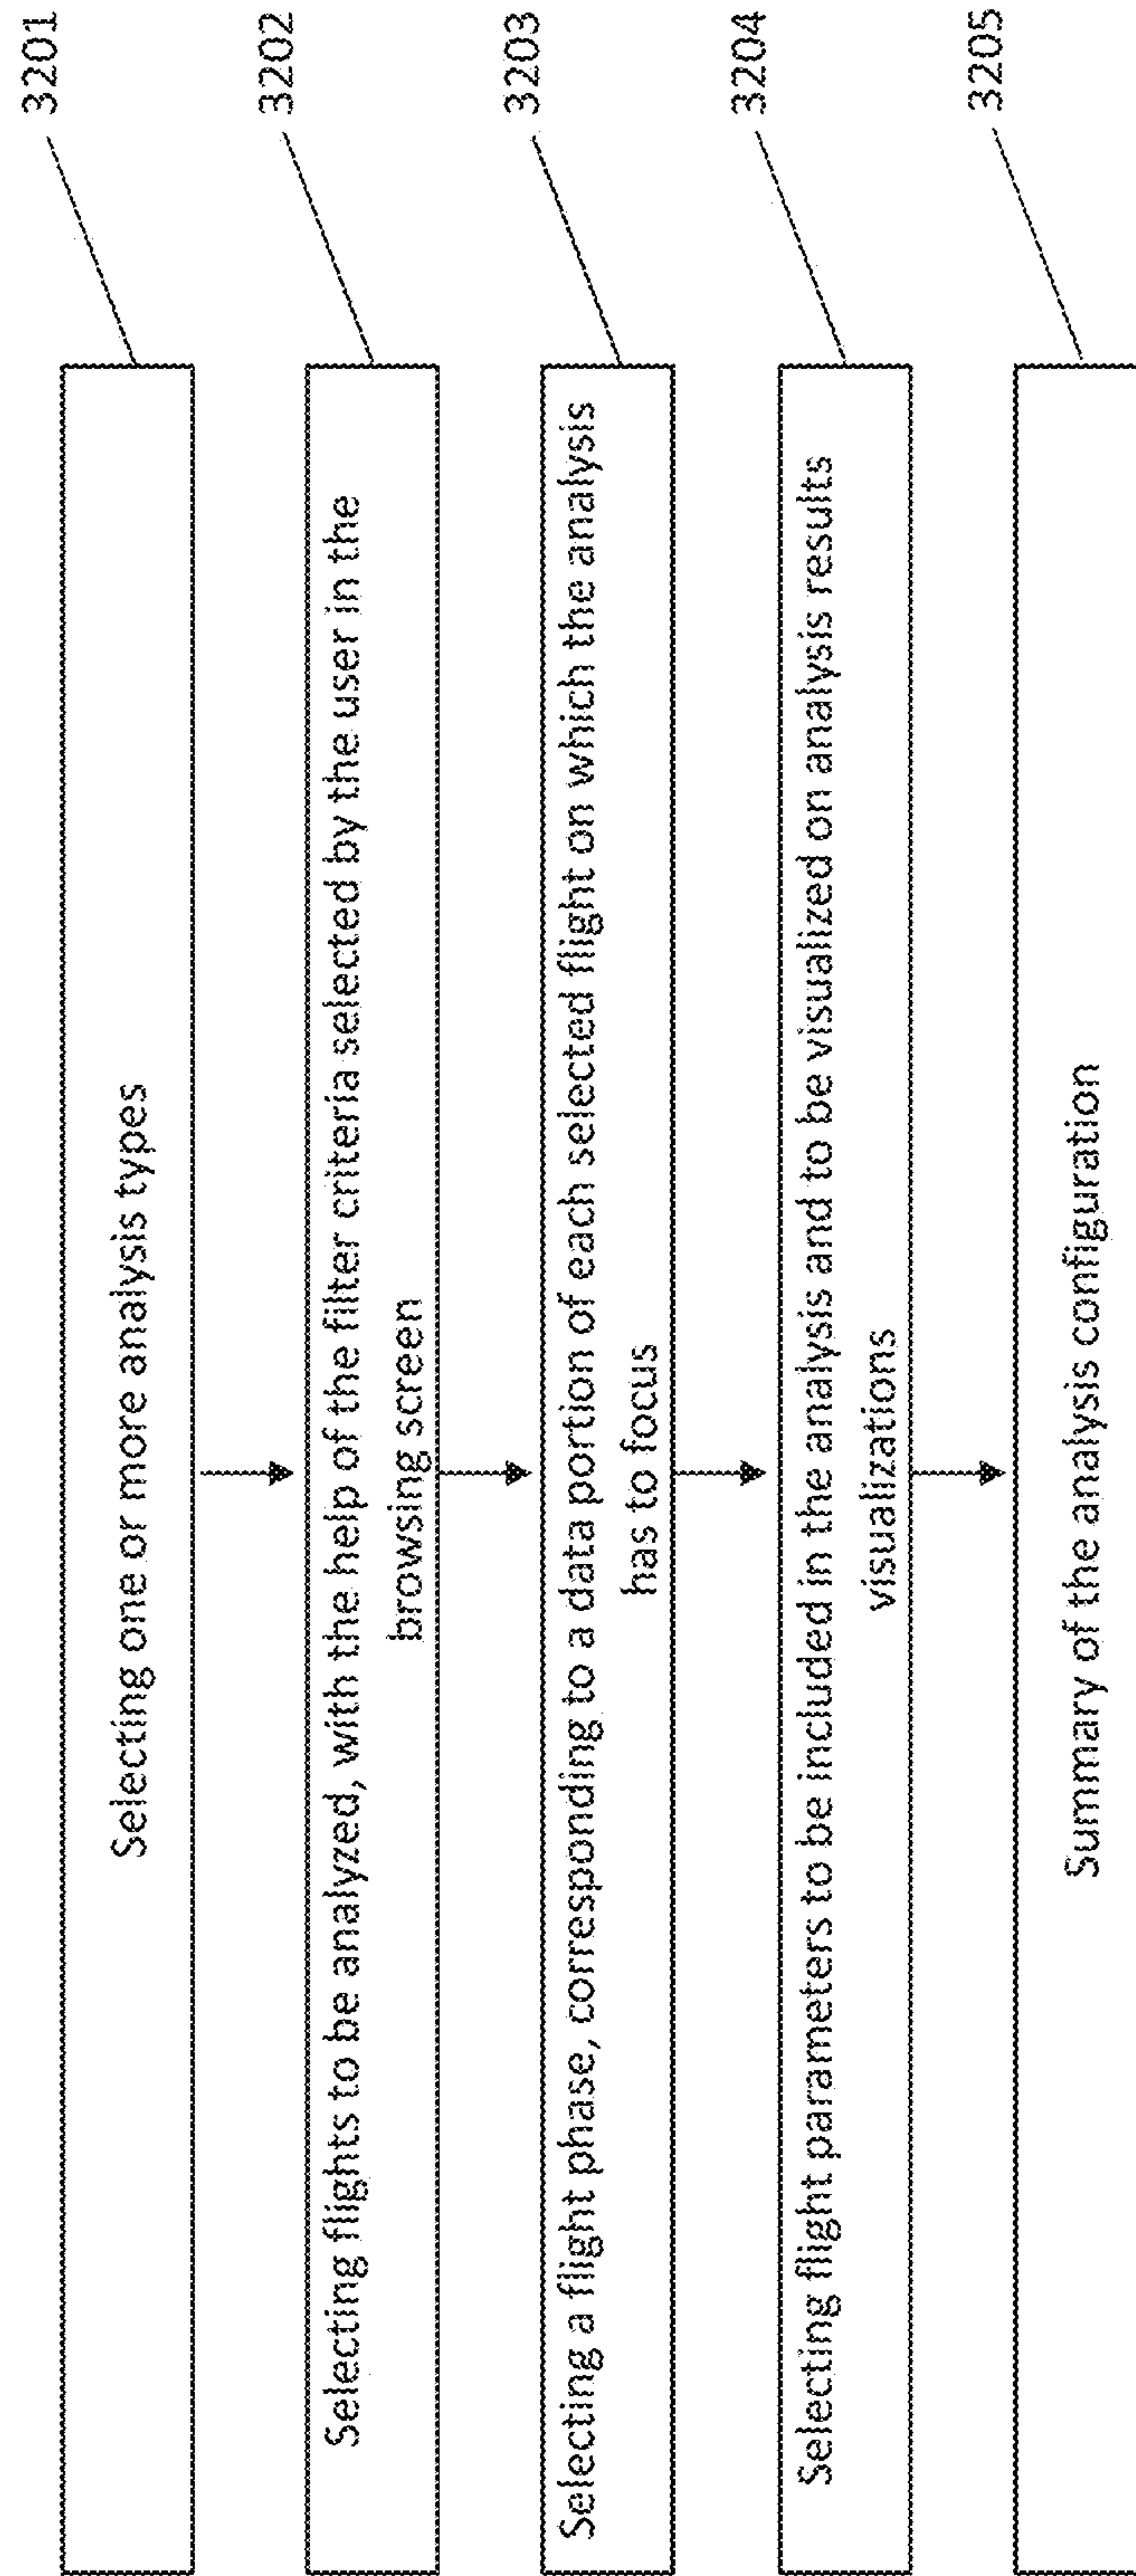 3201
Selecting one or more analysis types
3202
Selecting flights to be analyzed, with the help of the filter criteria selected by the user in the
browsing screen
3203
Selecting a flight phase, corresponding to a data portion of each selected flight on which the analysis
has to focus
3204
Selecting flight parameters to be included in the analysis and to be visualized on analysis results
visualizations
3205
Summary of the analysis configuration